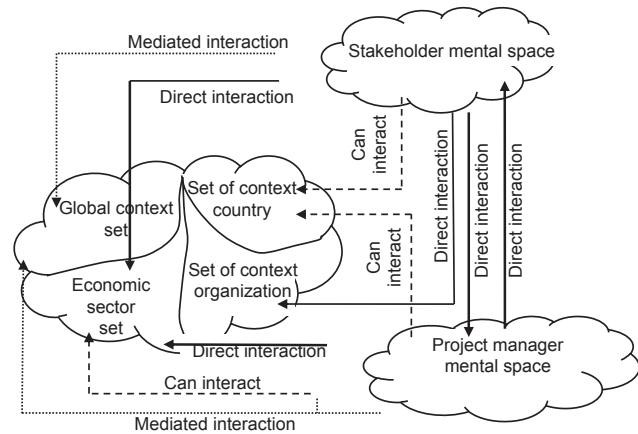 Mediated interaction
Stakeholder mental space
Direct interaction
Can
interact
Set of context
country
Global context
set
Direct interaction
Direct interaction
Direct interaction
Can
interact
Set of context
organization
Economic
sector
set
Direct interaction
Project manager
mental space
Can interact
Mediated interaction